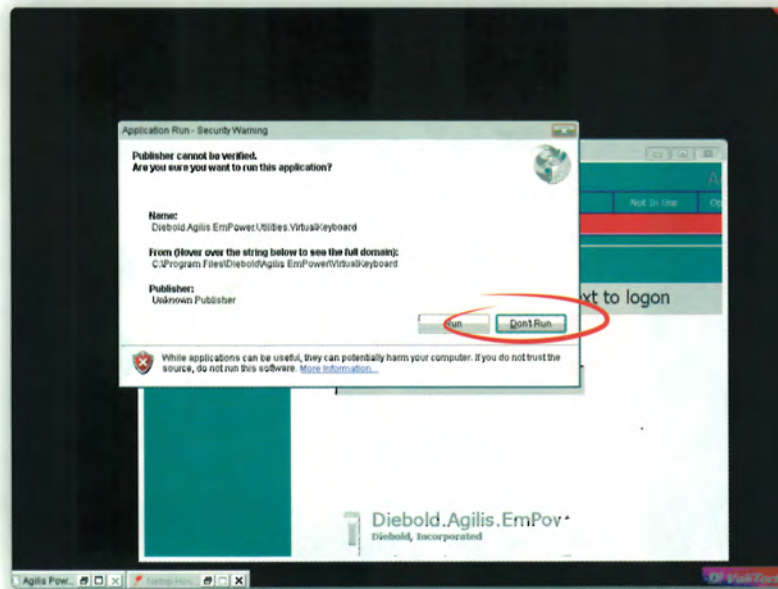 Application Run - Security Warning
Publisher cannot be verified.
Are you sure you want to run this application?
Name:
Diebold.Agilis.EmPower.Utilities.VirtualKeyboard
From (Hover over the string below to see the full domain):
C:\Program Files\Diebold\Agilis EmPower\VirtualKeyboard
Publisher:
Unknown Publisher
Run
Don't Run
While applications can be useful, they can potentially harm your computer. If you do not trust the
source, do not run this software. More Information...
Not In Use
to logon
Diebold.Agilis.EmPow
Diebold, Incorporated
Agilis Pow...